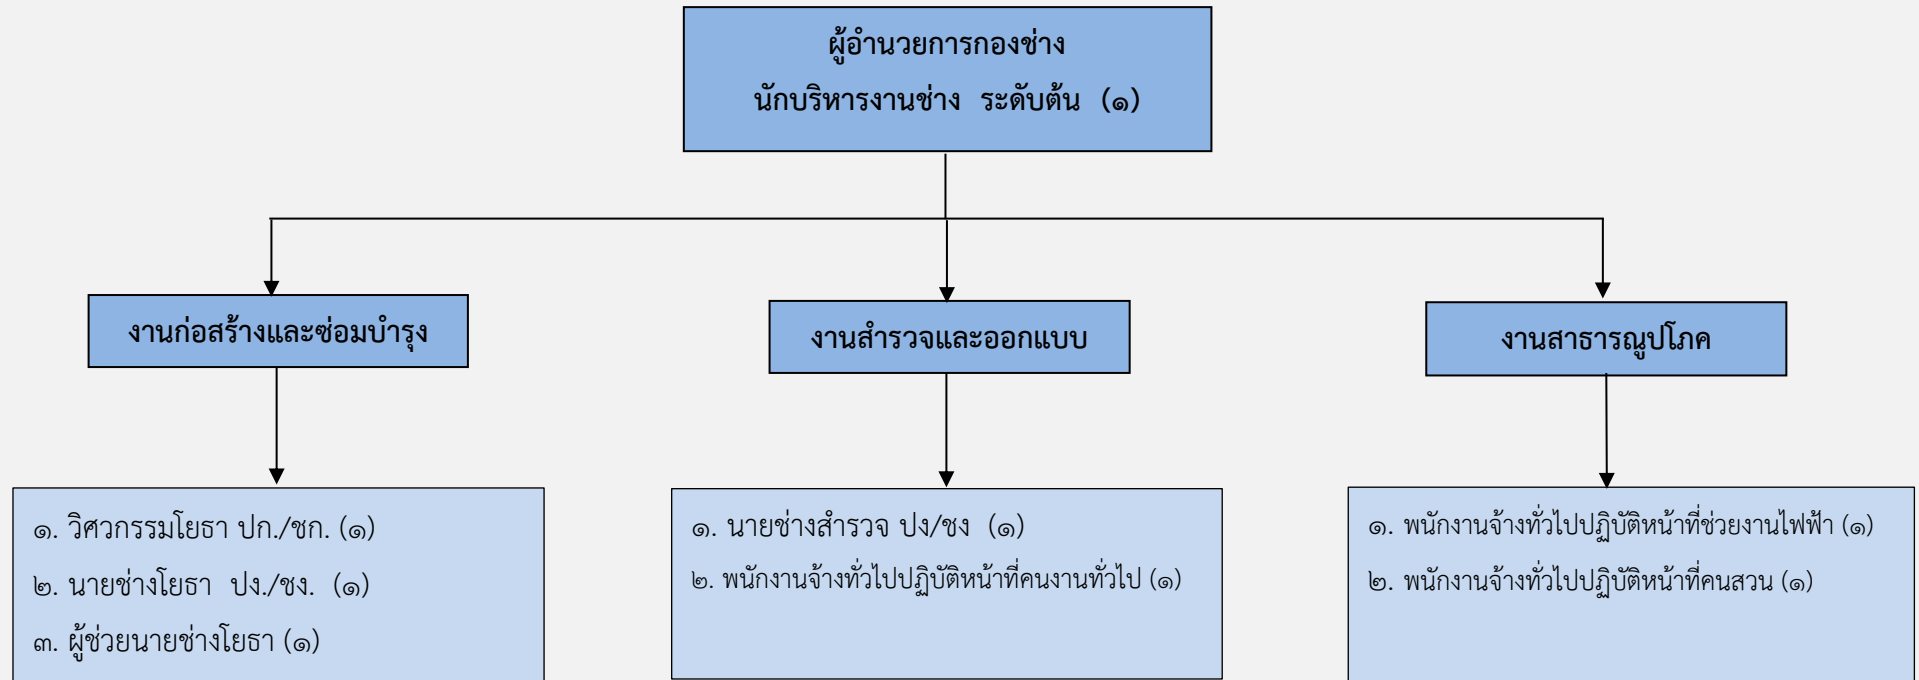 ผู้อำนวยการกองช่าง
นักบริหารงานช่าง ระดับต้น (๑)
งานก่อสร้างและซ่อมบำรุง
งานสำรวจและออกแบบ
งานสาธารณูปโภค
๑. วิศวกรรมโยธา ปก./ชก. (๑)
๒. นายช่างโยธา ปง./ชง. (๑)
๓. ผู้ช่วยนายช่างโยธา (๑)
๑. นายช่างสำรวจ ปง/ชง (๑)
๒. พนักงานจ้างทั่วไปปฏิบัติหน้าที่คนงานทั่วไป (๑)
๑. พนักงานจ้างทั่วไปปฏิบัติหน้าที่ช่วยงานไฟฟ้า (๑)
๒. พนักงานจ้างทั่วไปปฏิบัติหน้าที่คนสวน (๑)